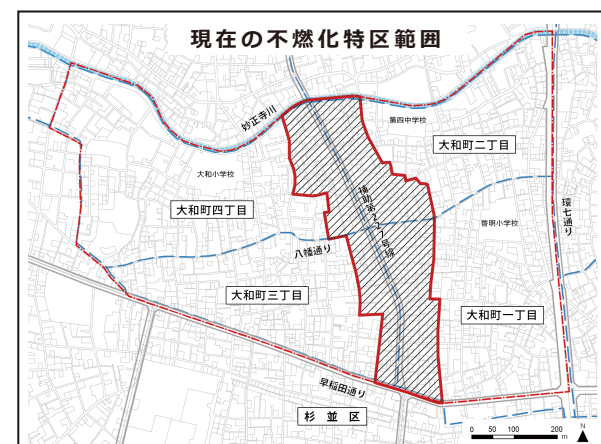 現在の不燃化特区範囲
妙正寺川
第四中学校
大和町二丁目
大和小学校
大和町四丁目
補助第227号線
環七通り
啓明小学校
八幡通り
大和町三丁目
大和町一丁目
早稲田通り
杉並区
0 50 100 200
m
N